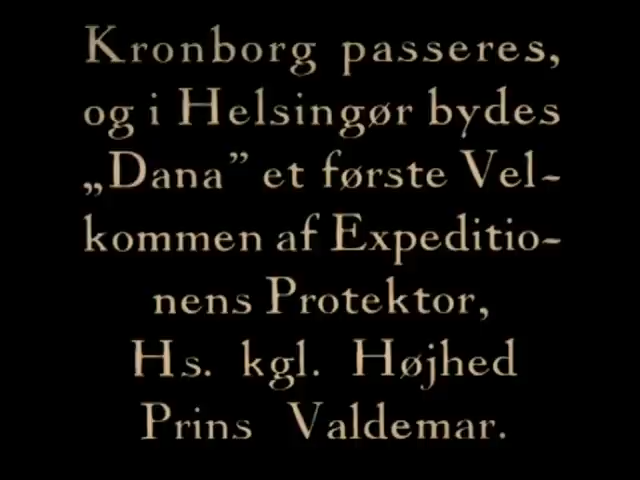 Kronborg passeres,
og i Helsingør bydes
„Dana” et første Vel-
kommen af Expeditio-
nens Protektor,
Hs. kgl. Højhed
Prins Valdemar.